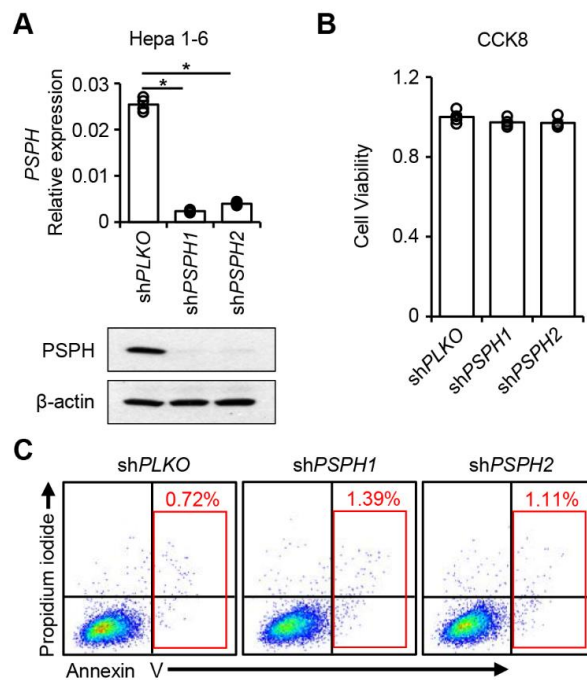 A
Hepa 1-6
PSPH
Relative expression
0.03
0.02
0.01
0
*
*
shPLKO
shPSPH1
shPSPH2
PSPH
β-actin
B
CCK8
Cell Viability
1.2
0.8
0.4
0
shPLKO
shPSPH1
shPSPH2
C
shPLKO
shPSPH1
shPSPH2
0.72%
1.39%
1.11%
Propidium iodide
Annexin V